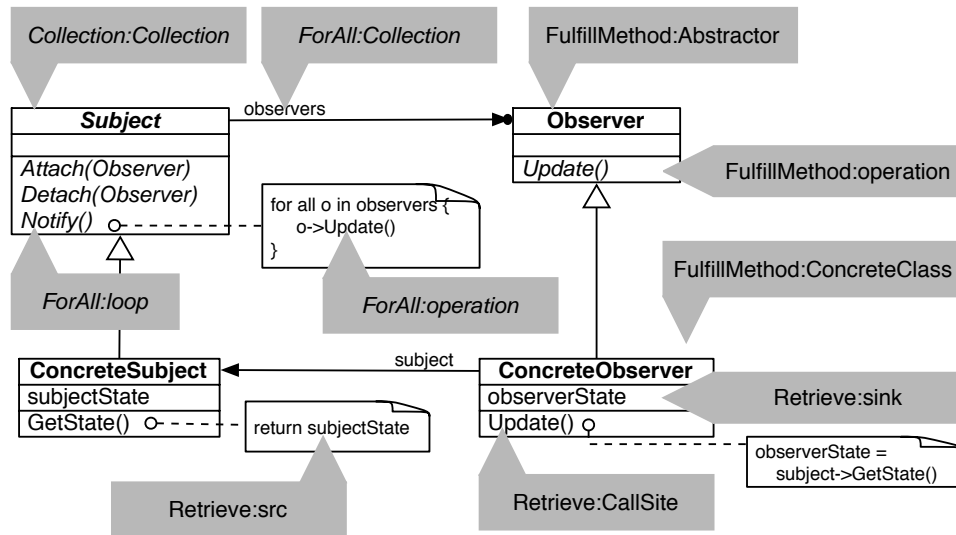 Collection:Collection
ForAll:Collection
FulfillMethod:Abstractor
observers
Subject
Observer
Attach(Observer)
Detach(Observer)
Notify()
Update()
FulfillMethod:operation
for all o in observers {
o->Update()
}
FulfillMethod:ConcreteClass
ForAll:loop
ForAll:operation
subject
ConcreteSubject
subjectState
GetState()
return subjectState
ConcreteObserver
observerState
Update()
Retrieve:sink
observerState =
subject->GetState()
Retrieve:src
Retrieve:CallSite